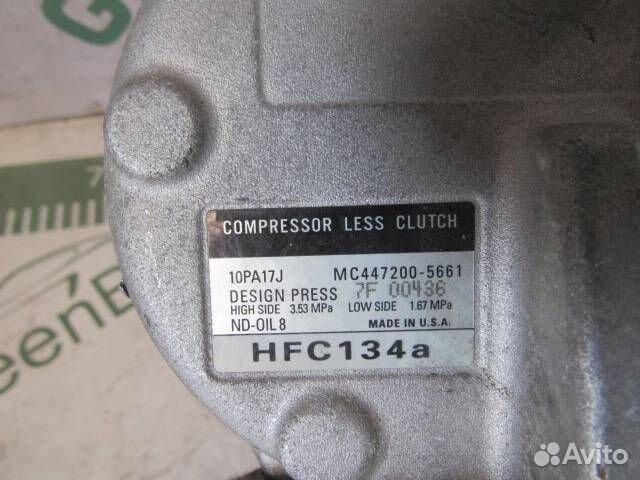 COMPRESSOR LESS CLUTCH
10PA17J MC447200-5661
DESIGN PRESS 7F 00436
HIGH SIDE 3.53 MPa LOW SIDE 1.67 MPa
ND-OIL 8 MADE IN U.S.A.
HFC134a
Avito